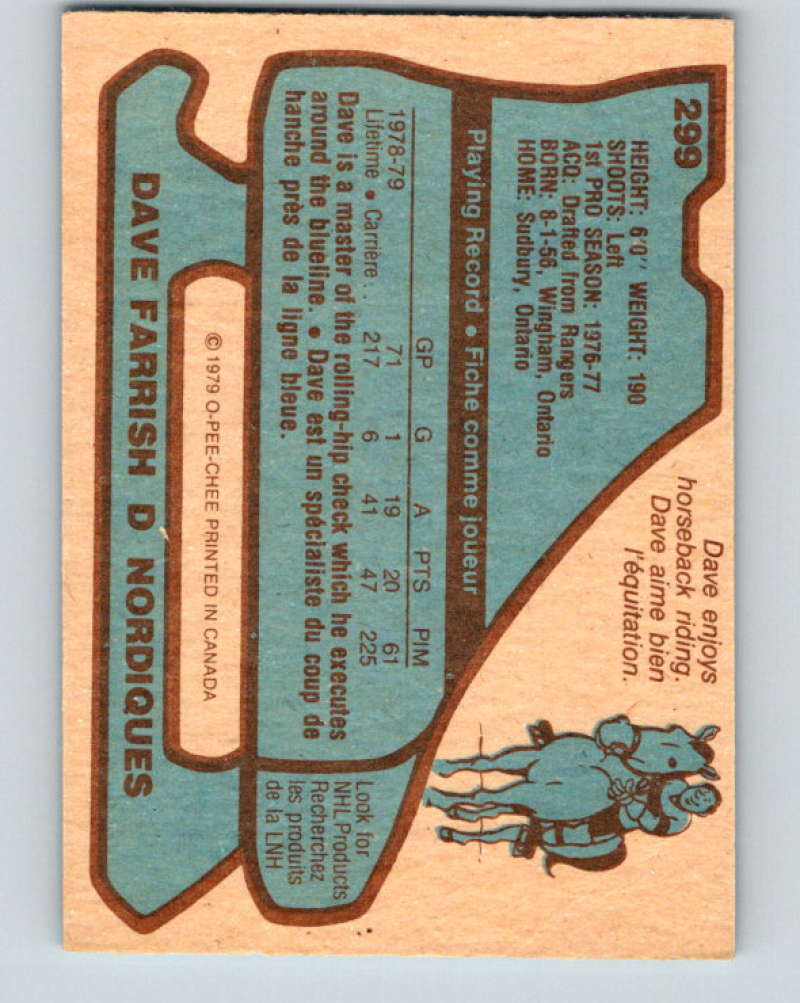 299
HEIGHT: 6'0" WEIGHT: 190
SHOOTS: Left
1st PRO SEASON: 1976-77
ACQ: Drafted from Rangers
BORN: 8-1-56, Wingham, Ontario
HOME: Sudbury, Ontario
Dave enjoys
horseback riding.
Dave aime bien
l'équitation.
Playing Record • Fiche comme joueur
GP G A PTS PIM
1978-79 71 1 19 20 61
Lifetime • Carrière . . 217 6 41 47 225
Dave is a master of the rolling-hip check which he executes
around the blueline. • Dave est un spécialiste du coup de
hanche près de la ligne bleue.
Look for
NHL Products
Recherchez
les produits
de la LNH
© 1979 O-PEE-CHEE PRINTED IN CANADA
DAVE FARRISH D NORDIQUES